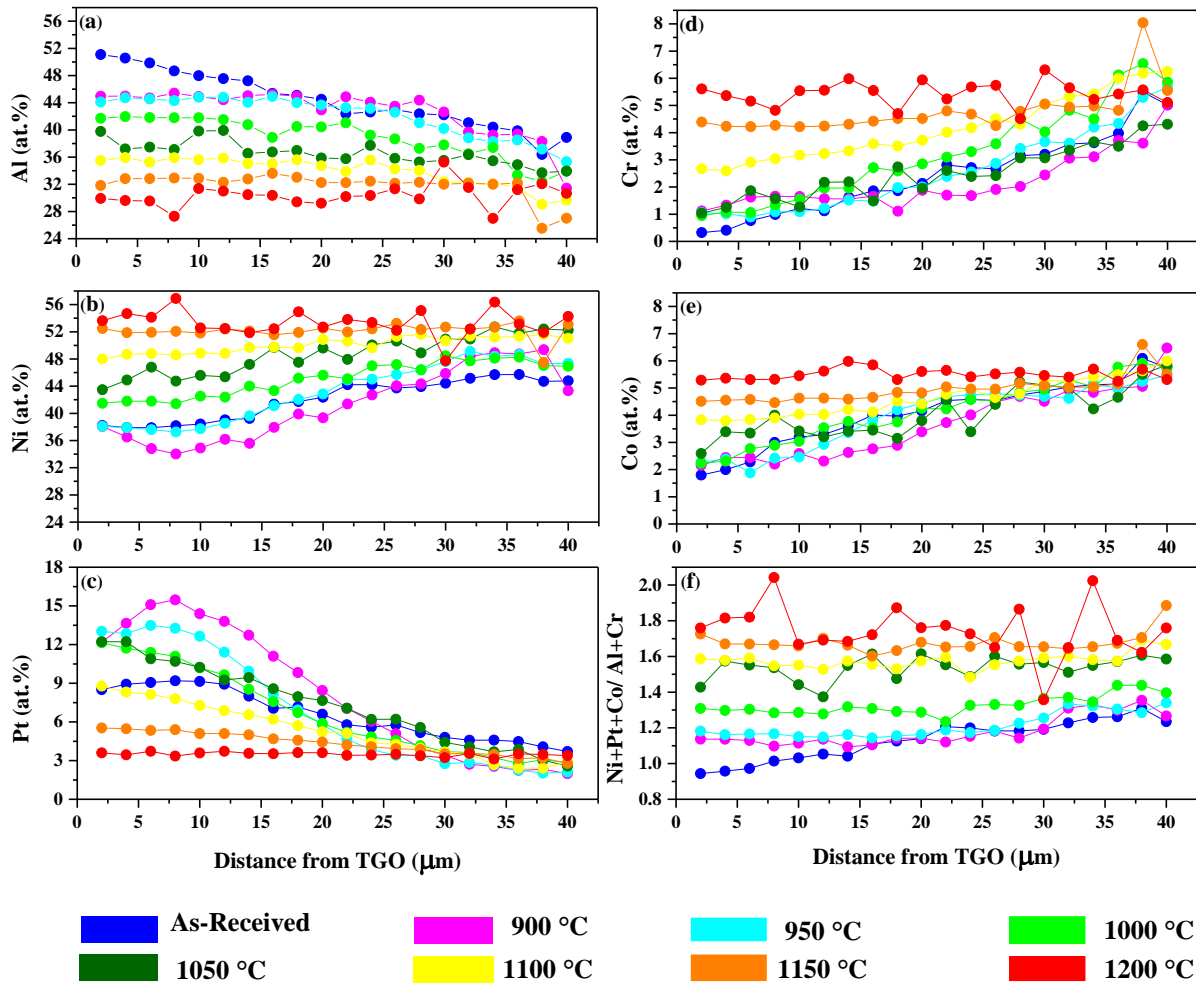 (a)
Al (at.%)
56
52
48
44
40
36
32
28
24
0 5 10 15 20 25 30 35 40
(b)
Ni (at.%)
56
52
48
44
40
36
32
28
24
0 5 10 15 20 25 30 35 40
(c)
Pt (at.%)
18
15
12
9
6
3
0
0 5 10 15 20 25 30 35 40
Distance from TGO (μm)
(d)
Cr (at.%)
8
7
6
5
4
3
2
1
0
0 5 10 15 20 25 30 35 40
(e)
Co (at.%)
8
7
6
5
4
3
2
1
0
0 5 10 15 20 25 30 35 40
(f)
Ni+Pt+Co/ Al+Cr
2.0
1.8
1.6
1.4
1.2
1.0
0.8
0 5 10 15 20 25 30 35 40
Distance from TGO (μm)
As-Received
900 °C
950 °C
1000 °C
1050 °C
1100 °C
1150 °C
1200 °C